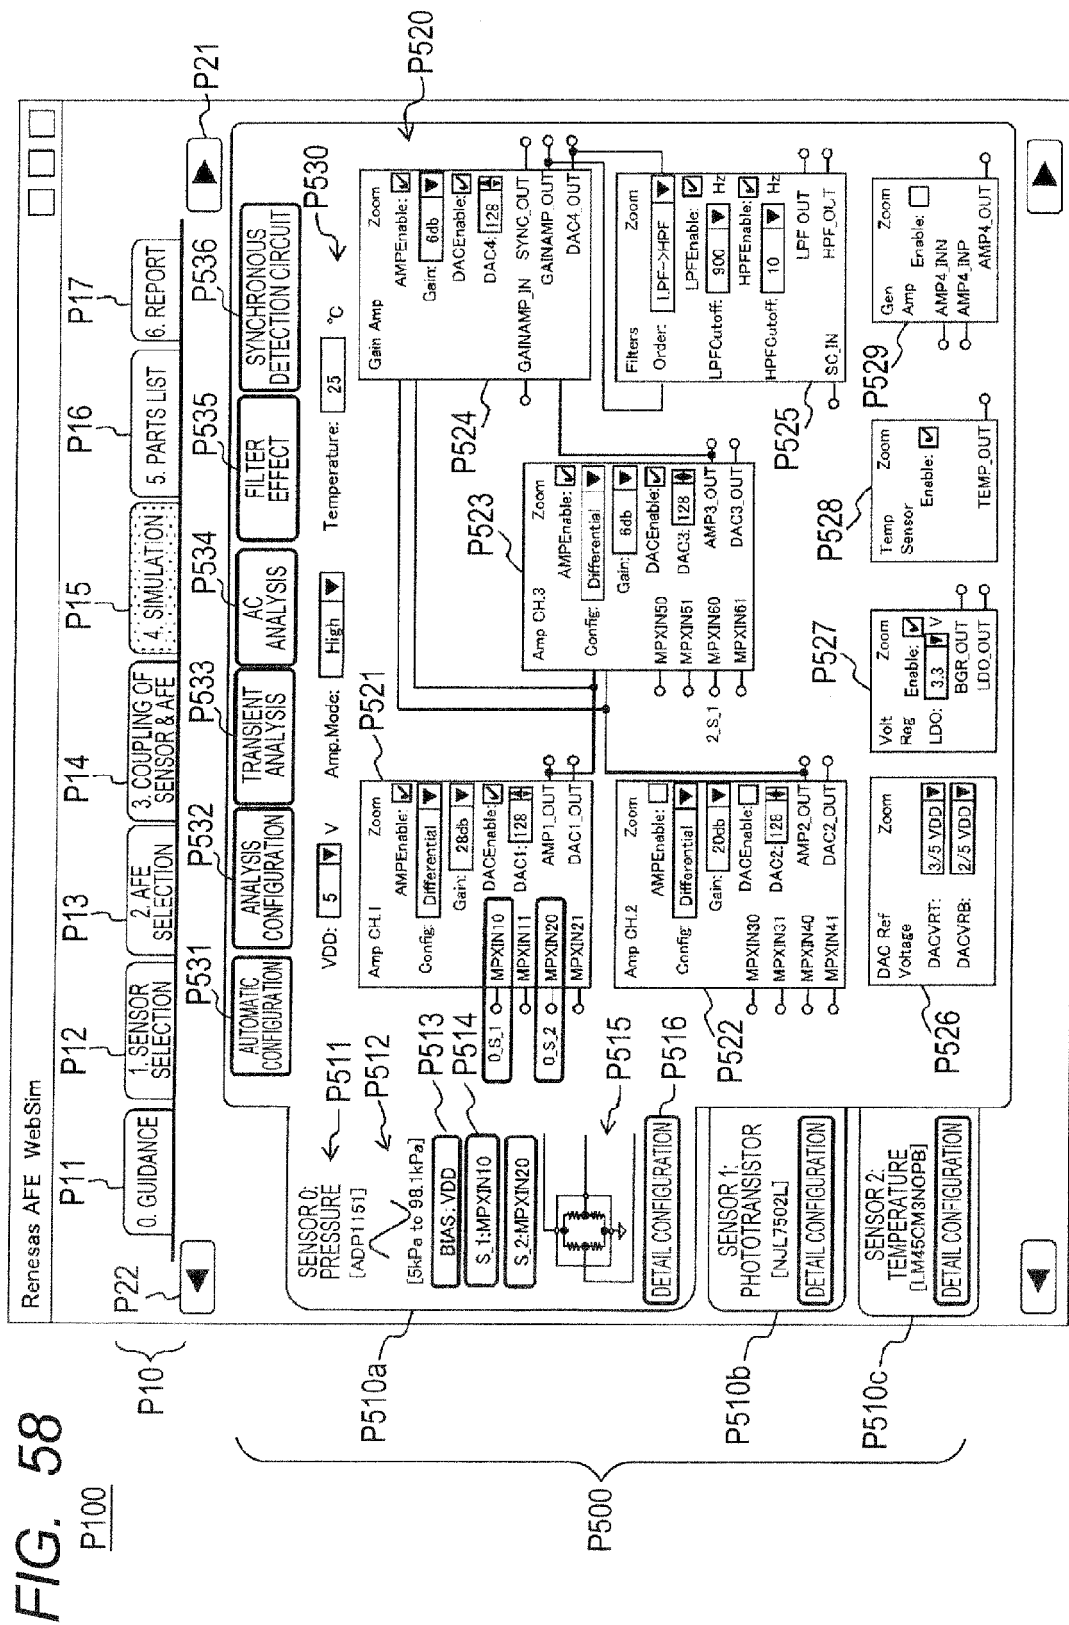 FIG. 58
P100
P10
P22
P11
P12
P13
P14
P15
P16
P17
P21
Renesas AFE WebSim
0. GUIDANCE
1. SENSOR
SELECTION
2. AFE
SELECTION
3. COUPLING OF
SENSOR & AFE
4. SIMULATION
5. PARTS LIST
6. REPORT
P531
P532
P533
P534
P535
P536
AUTOMATIC
CONFIGURATION
ANALYSIS
CONFIGURATION
TRANSIENT
ANALYSIS
AC
ANALYSIS
FILTER
EFFECT
SYNCHRONOUS
DETECTION CIRCUIT
VDD: 5 V
Amp.Mode: High
Temperature: 25 °C
P530
P520
P500
P510a
SENSOR 0:
PRESSURE
[ADP1151]
[5kPa to 98.1kPa]
BIAS: VDD
S_1:MPXIN10
S_2:MPXIN20
DETAIL CONFIGURATION
P511
P512
P513
P514
P515
P516
P510b
SENSOR 1:
PHOTOTRANSISTOR
[NJL7502L]
DETAIL CONFIGURATION
P510c
SENSOR 2:
TEMPERATURE
[LM45CM3NOPB]
DETAIL CONFIGURATION
P521
Amp CH.1 Zoom
AMPEnable:
Config: Differential
Gain: 28db
DACEnable:
DAC1: 128
0_S_1
MPXIN10
MPXIN11
0_S_2
MPXIN20
MPXIN21
AMP1_OUT
DAC1_OUT
P522
Amp CH.2 Zoom
AMPEnable:
Config: Differential
Gain: 20db
DACEnable:
DAC2: 128
MPXIN30
MPXIN31
MPXIN40
MPXIN41
AMP2_OUT
DAC2_OUT
P523
Amp CH.3 Zoom
AMPEnable:
Config: Differential
Gain: 6db
DACEnable:
DAC3: 128
MPXIN50
MPXIN51
2_S_1
MPXIN60
MPXIN61
AMP3_OUT
DAC3_OUT
P524
Gain Amp Zoom
AMPEnable:
Gain: 6db
DACEnable:
DAC4: 128
GAINAMP_IN
SYNC_OUT
GAINAMP_OUT
DAC4_OUT
P525
Filters Zoom
Order: LPF->HPF
LPFEnable:
LPFCutoff: 900 Hz
HPFEnable:
HPFCutoff: 10 Hz
SC_IN
LPF OUT
HPF_OUT
P526
DAC Ref Zoom
Voltage
DACVRT: 3/5 VDD
DACVRB: 2/5 VDD
P527
Volt Zoom
Reg Enable:
LDO: 3.3 V
BGR_OUT
LDO_OUT
P528
Temp Zoom
Sensor
Enable:
TEMP_OUT
P529
Gen Zoom
Amp Enable:
AMP4_INN
AMP4_INP
AMP4_OUT